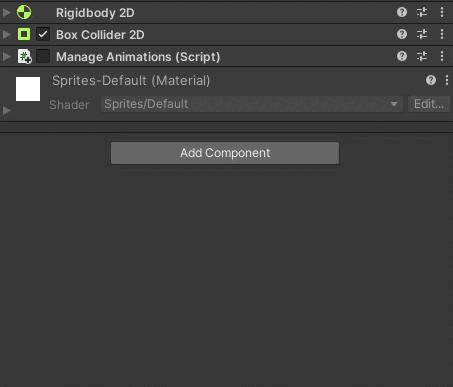 Rigidbody 2D
Box Collider 2D
Manage Animations (Script)
Sprites-Default (Material)
Shader Sprites/Default Edit...
Add Component